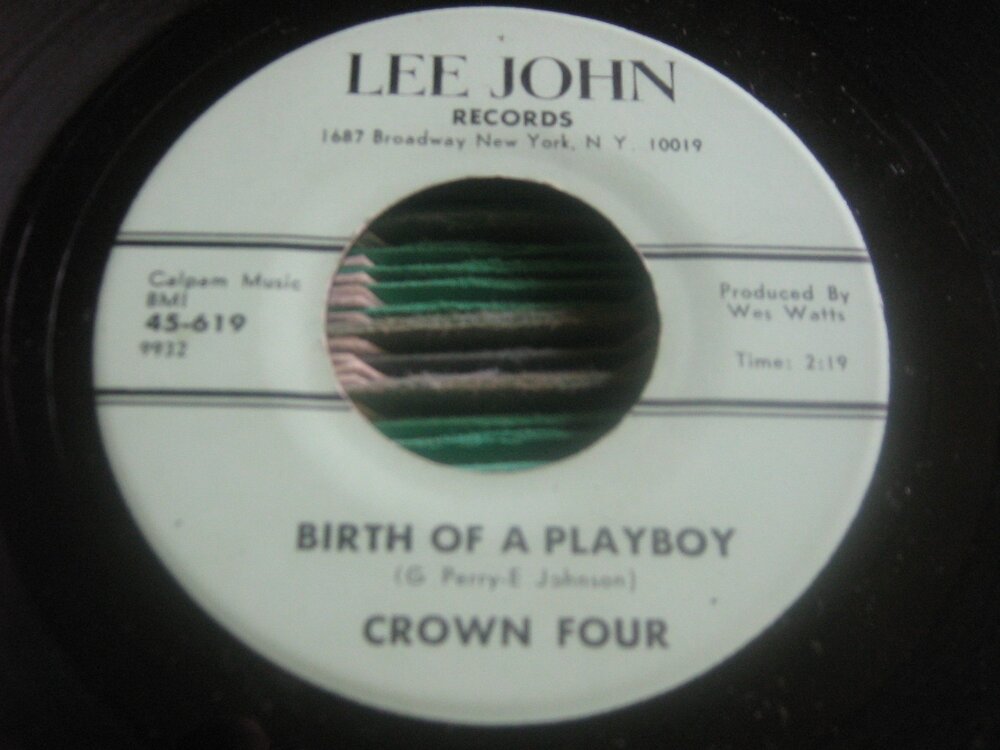 LEE JOHN
RECORDS
1687 Broadway New York, N Y. 10019
Calpam Music
BMI
45-619
9932
Produced By
Wes Watts
Time: 2:19
BIRTH OF A PLAYBOY
(G Perry-E Johnson)
CROWN FOUR